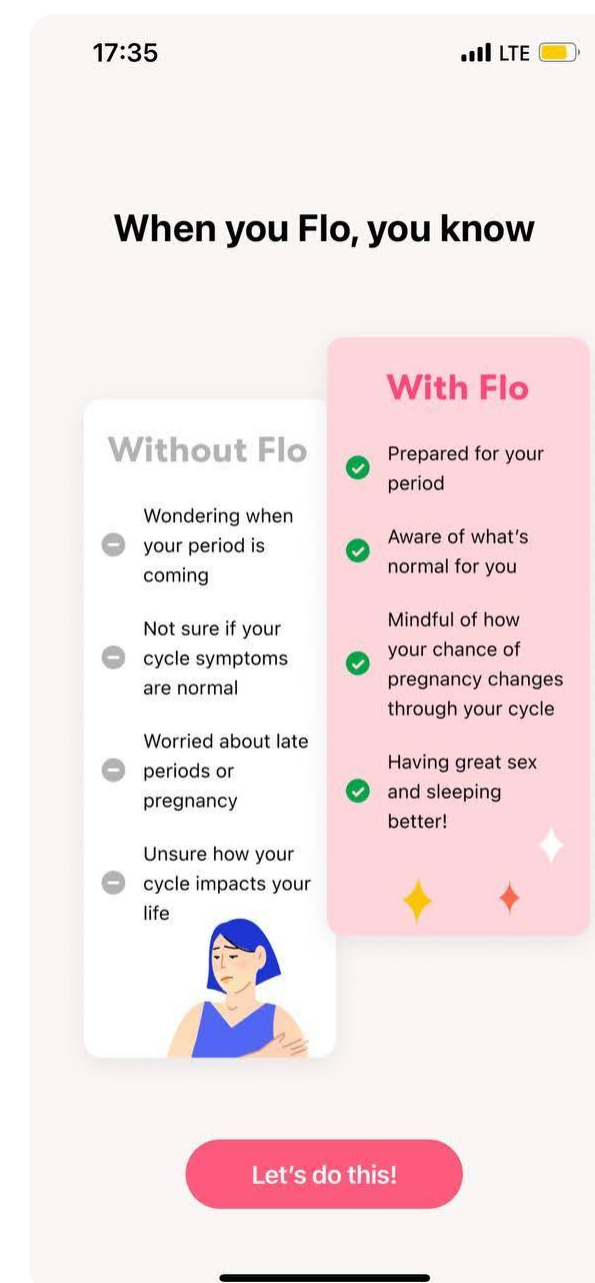 17:35
LTE
When you Flo, you know
Without Flo
Wondering when
your period is
coming
Not sure if your
cycle symptoms
are normal
Worried about late
periods or
pregnancy
Unsure how your
cycle impacts your
life
With Flo
Prepared for your
period
Aware of what's
normal for you
Mindful of how
your chance of
pregnancy changes
through your cycle
Having great sex
and sleeping
better!
Let's do this!